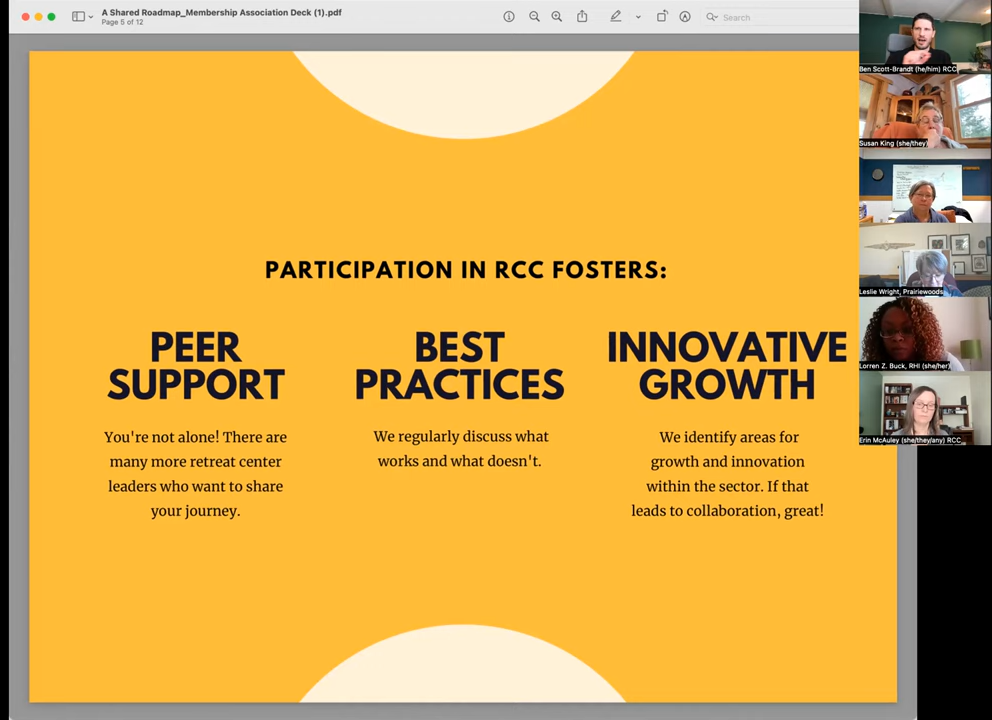 A Shared Roadmap_Membership Association Deck (1).pdf
Page 5 of 12
Search
PARTICIPATION IN RCC FOSTERS:
PEER
SUPPORT
You're not alone! There are
many more retreat center
leaders who want to share
your journey.
BEST
PRACTICES
We regularly discuss what
works and what doesn't.
INNOVATIVE
GROWTH
We identify areas for
growth and innovation
within the sector. If that
leads to collaboration, great!
Ben Scott-Brandt (he/him) RCC
Susan King (she/they)
Leslie Wright, Prairiewoods
Lorren Z. Buck, RHI (she/her)
Erin McAuley (she/they/any) RCC